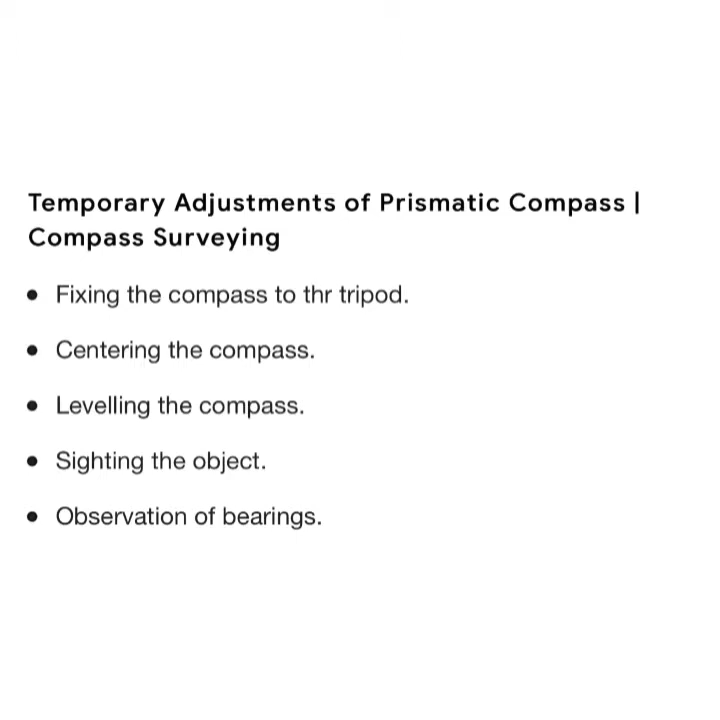 Temporary Adjustments of Prismatic Compass |
Compass Surveying
• Fixing the compass to thr tripod.
• Centering the compass.
• Levelling the compass.
• Sighting the object.
• Observation of bearings.